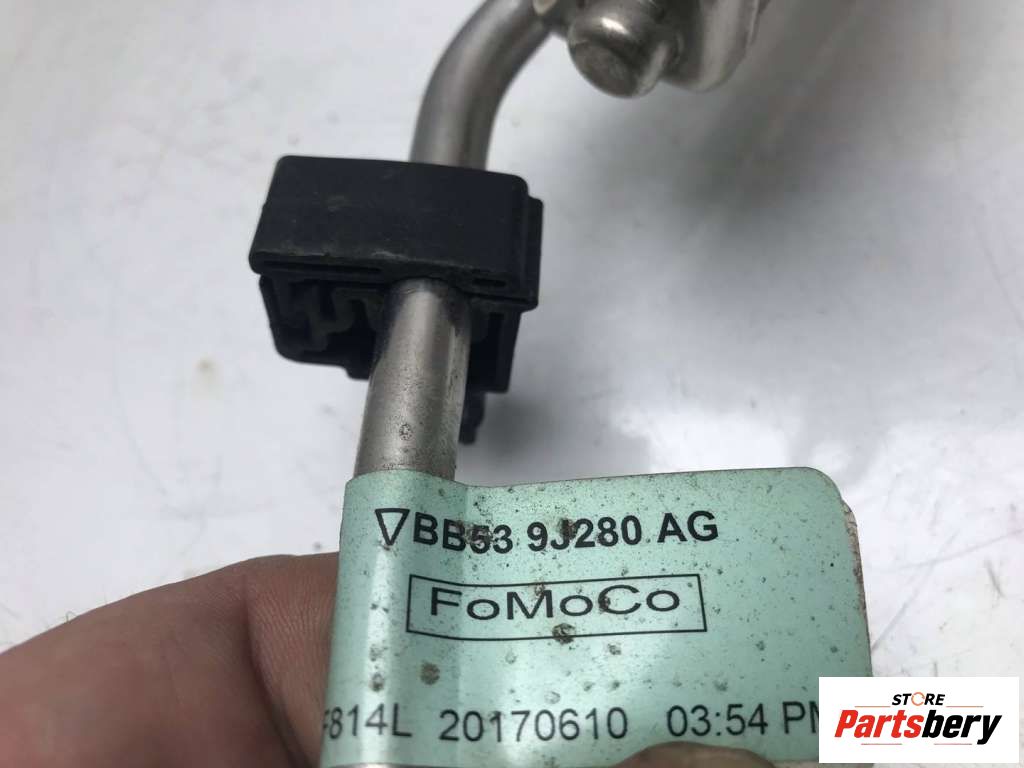 BB53 9J280 AG
FoMoCo
F814L 20170610 03:54 PM
STORE
Partsbery